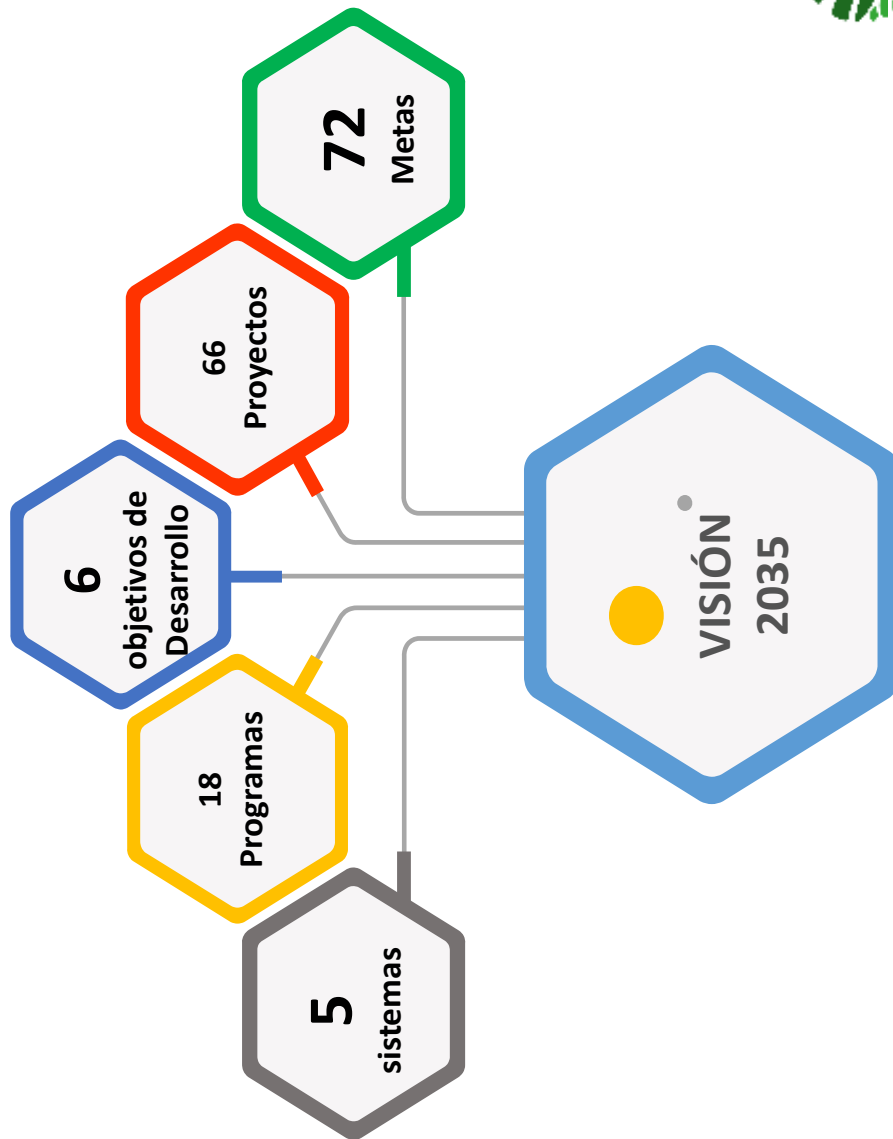 5
sistemas
18
Programas
6
objetivos de
Desarrollo
66
Proyectos
72
Metas
VISIÓN
2035